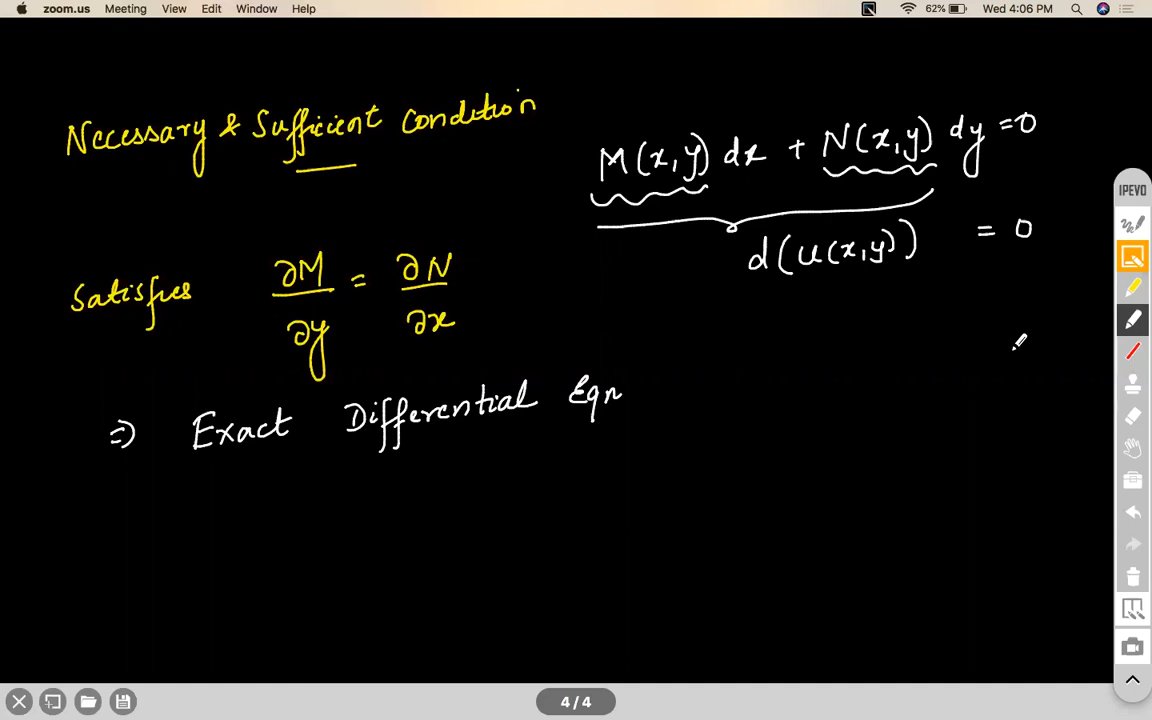 zoom.us Meeting View Edit Window Help 62% Wed 4:06 PM
Necessary & Sufficient Condition
M(x,y) dx + N(x,y) dy = 0
d(u(x,y)) = 0
Satisfies ∂M/∂y = ∂N/∂x
⇒ Exact Differential Eqn
IPEVO
4/4